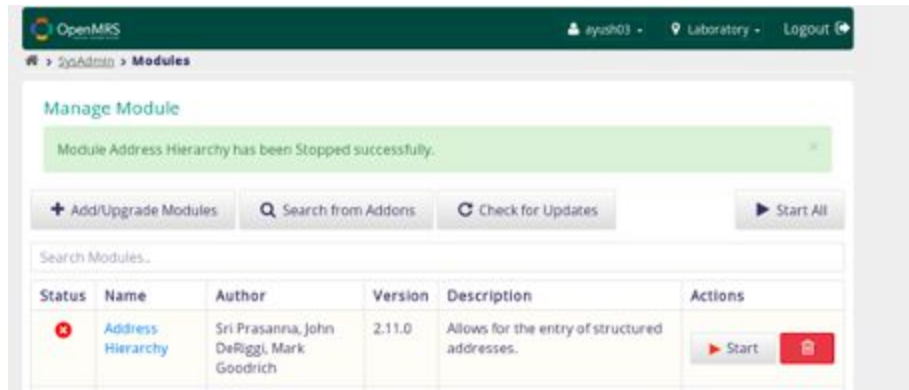 OpenMRS
ayush03
Laboratory
Logout
> SysAdmin > Modules
Manage Module
Module Address Hierarchy has been Stopped successfully.
×
Add/Upgrade Modules
Search from Addons
Check for Updates
Start All
Search Modules..
Status Name Author Version Description Actions
Address Hierarchy
Sri Prasanna, John
DeRiggi, Mark
Goodrich
2.11.0
Allows for the entry of structured
addresses.
Start